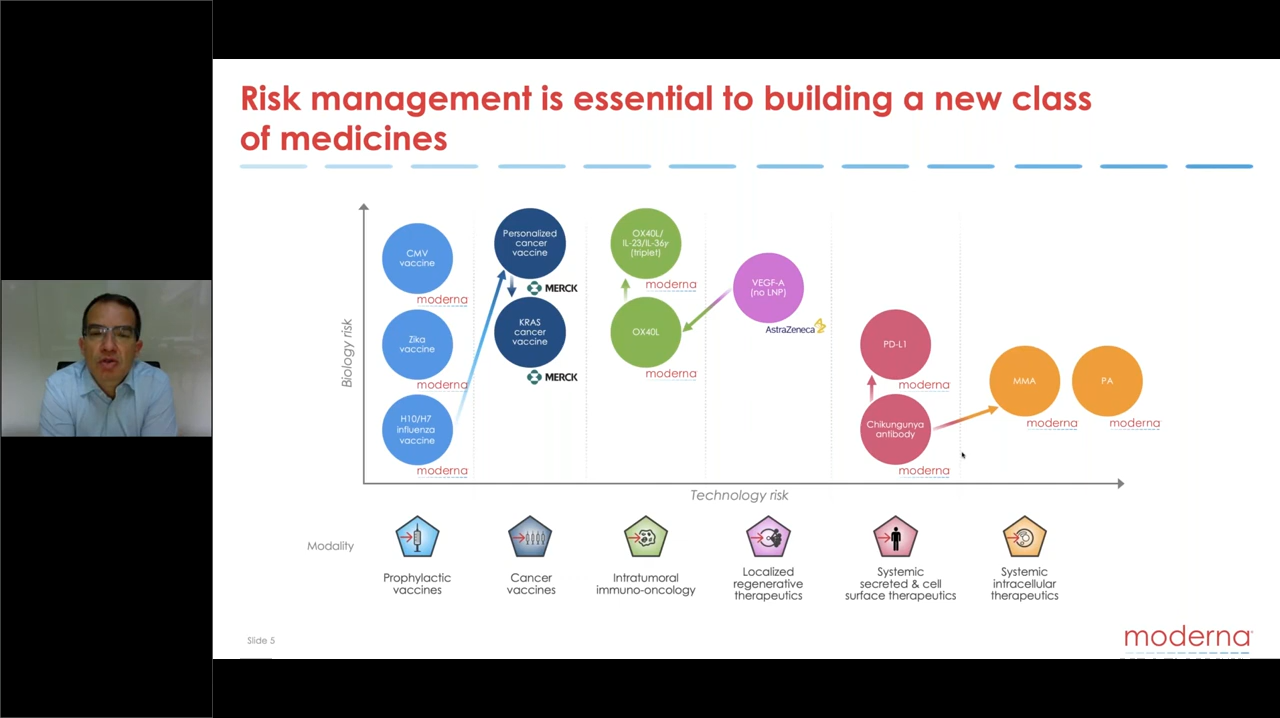 Risk management is essential to building a new class
of medicines
Biology risk
CMV
vaccine
moderna
Zika
vaccine
moderna
H10/H7
influenza
vaccine
moderna
Personalized
cancer
vaccine
MERCK
KRAS
cancer
vaccine
MERCK
OX40L/
IL-23/IL-36γ
(triplet)
moderna
OX40L
moderna
VEGF-A
(no LNP)
AstraZeneca
PD-L1
moderna
Chikungunya
antibody
moderna
MMA
moderna
PA
moderna
Technology risk
Modality
Prophylactic
vaccines
Cancer
vaccines
Intratumoral
immuno-oncology
Localized
regenerative
therapeutics
Systemic
secreted & cell
surface therapeutics
Systemic
intracellular
therapeutics
Slide 5
moderna